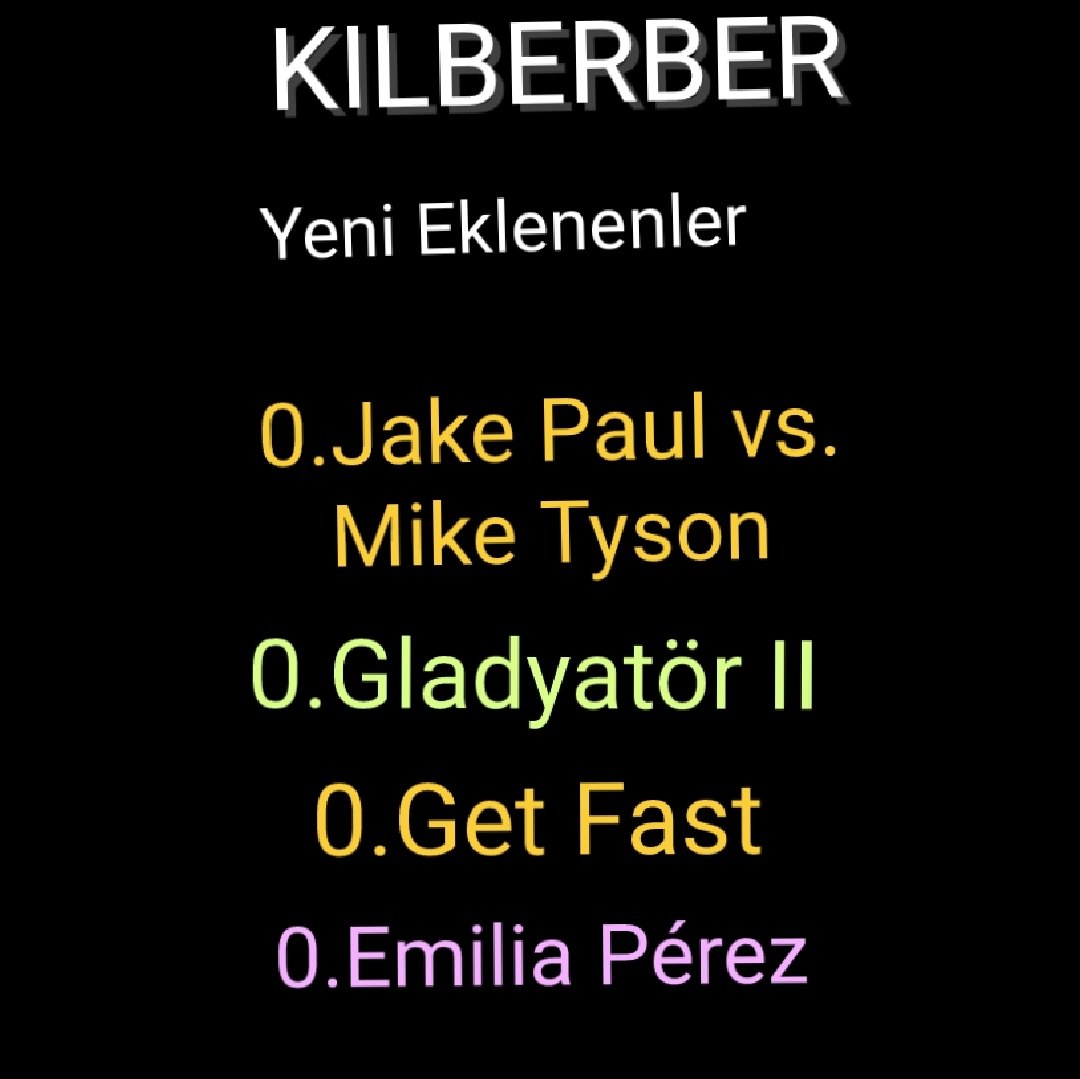 KILBERBER
Yeni Eklenenler
0.Jake Paul vs.
Mike Tyson
0.Gladyatör II
0.Get Fast
0.Emilia Pérez